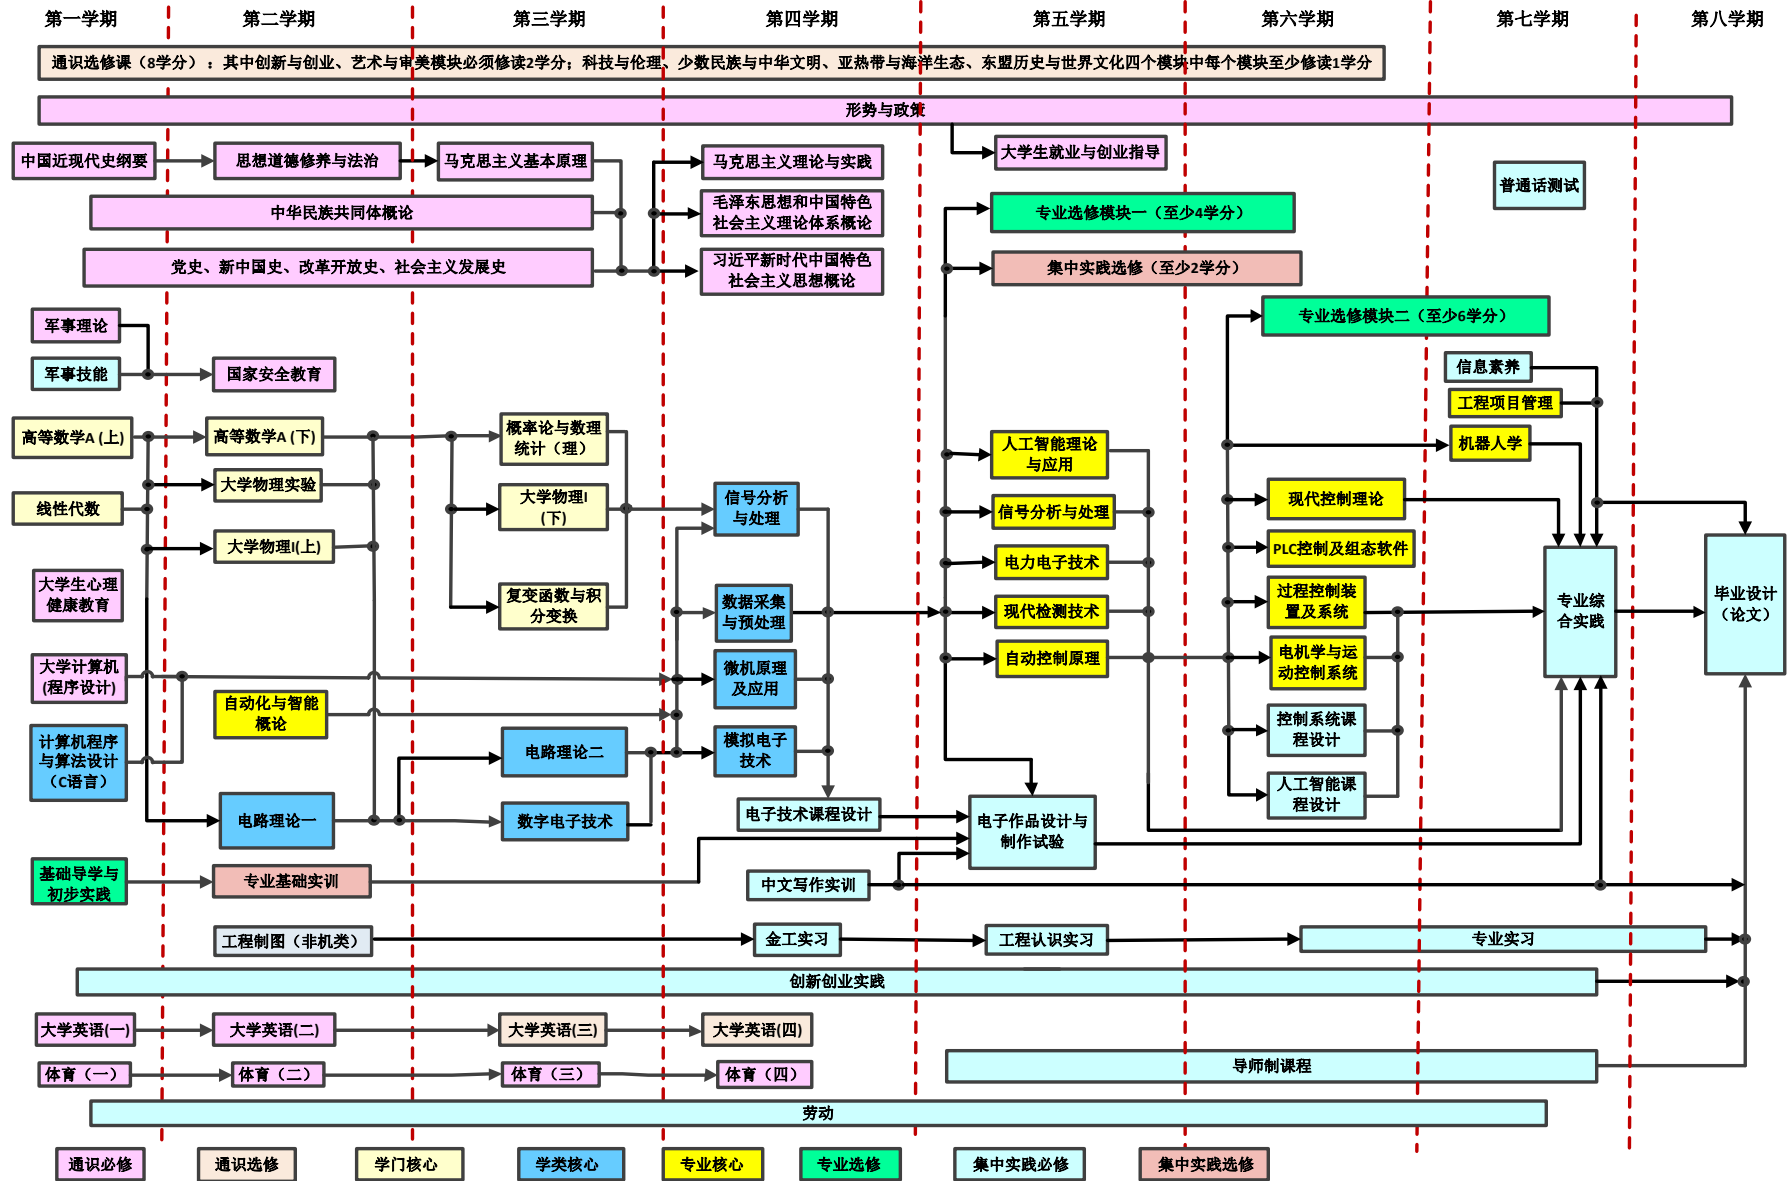 第一学期
第二学期
第三学期
第四学期
第五学期
第六学期
第七学期
第八学期
通识选修课（8学分）：其中创新与创业、艺术与审美模块必须修读2学分；科技与伦理、少数民族与中华文明、亚热带与海洋生态、东盟历史与世界文化四个模块中每个模块至少修读1学分
形势与政策
中国近现代史纲要
思想道德修养与法治
马克思主义基本原理
马克思主义理论与实践
大学生就业与创业指导
普通话测试
中华民族共同体概论
毛泽东思想和中国特色
社会主义理论体系概论
专业选修模块一（至少4学分）
党史、新中国史、改革开放史、社会主义发展史
习近平新时代中国特色
社会主义思想概论
集中实践选修（至少2学分）
军事理论
专业选修模块二（至少6学分）
军事技能
国家安全教育
信息素养
工程项目管理
高等数学A (上)
高等数学A (下)
概率论与数理
统计（理）
人工智能理论
与应用
机器人学
线性代数
大学物理实验
大学物理I
(下)
信号分析
与处理
信号分析与处理
现代控制理论
大学物理I(上)
电力电子技术
PLC控制及组态软件
大学生心理
健康教育
复变函数与积
分变换
数据采集
与预处理
现代检测技术
过程控制装
置及系统
专业综
合实践
毕业设计
（论文）
大学计算机
(程序设计)
自动化与智能
概论
微机原理
及应用
自动控制原理
电机学与运
动控制系统
计算机程序
与算法设计
（C语言）
电路理论二
模拟电子
技术
控制系统课
程设计
电路理论一
数字电子技术
电子技术课程设计
电子作品设计与
制作试验
人工智能课
程设计
基础导学与
初步实践
专业基础实训
中文写作实训
工程制图（非机类）
金工实习
工程认识实习
专业实习
创新创业实践
大学英语(一)
大学英语(二)
大学英语(三)
大学英语(四)
体育（一）
体育（二）
体育（三）
体育（四）
导师制课程
劳动
通识必修
通识选修
学门核心
学类核心
专业核心
专业选修
集中实践必修
集中实践选修